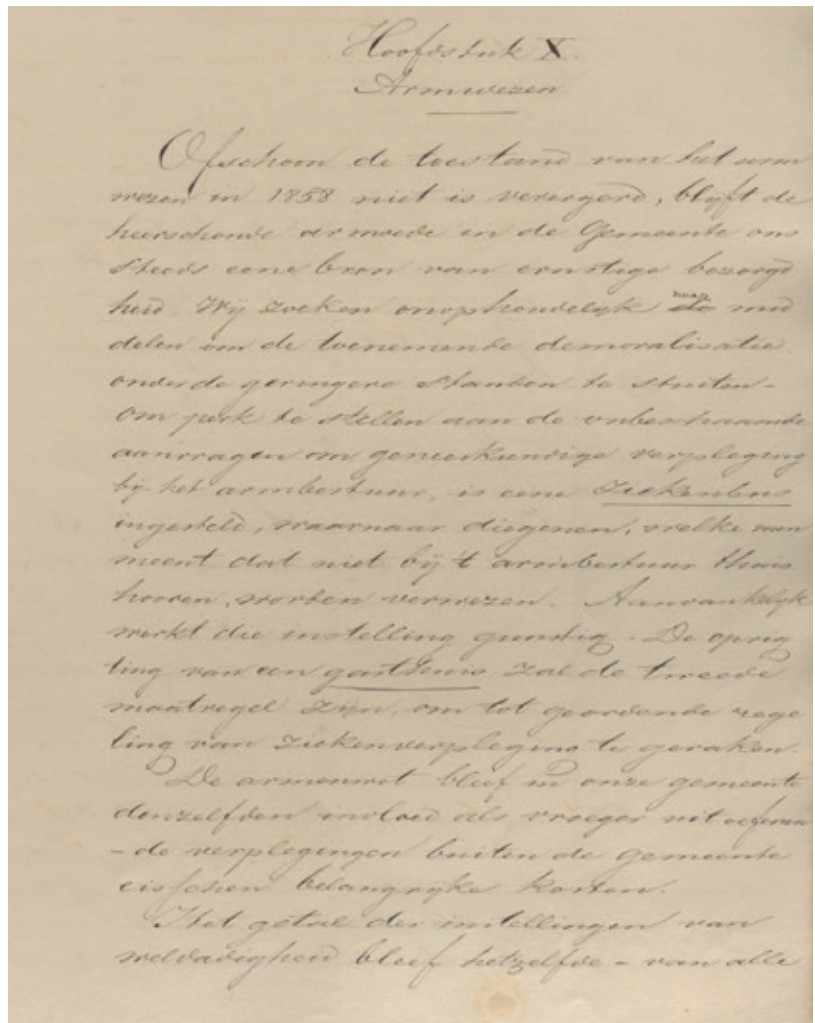 Hoofdstuk X.
Armwezen
Ofschoon de toestand van het arm
wezen in 1858 niet is verergerd, blijft de
heerschende armoede in de Gemeente ons
steeds eene bron van ernstige bezorgd
heid. Wij zoeken onophoudelijk naar mid
delen om de toenemende demoralisatie
onder de geringere standen te stuiten –
om perk te stellen aan de onbeschaamde
aanvragen om geneeskundige verpleging
bij het armbestuur, is eene ziekenbus
ingesteld, waarnaar diegenen, welke men
meent dat niet bij 't armbestuur thuis
hooren, worden verwezen. Aanvankelijk
werkt die instelling gunstig. De oprig
ting van een gasthuis zal de tweede
maatregel zijn, om tot geordende rege
ling van ziekenverpleging te geraken.
De armenwet bleef in onze gemeente
denzelfden invloed als vroeger uitoefenen
– de verplegingen buiten de gemeente
eisschen belangrijke kosten.
Het getal der instellingen van
weldadigheid bleef hetzelfde – van alle